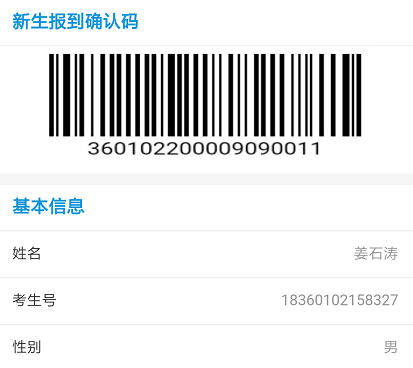 新生报到确认码
360102200009090011
基本信息
姓名 姜石涛
考生号 18360102158327
性别 男